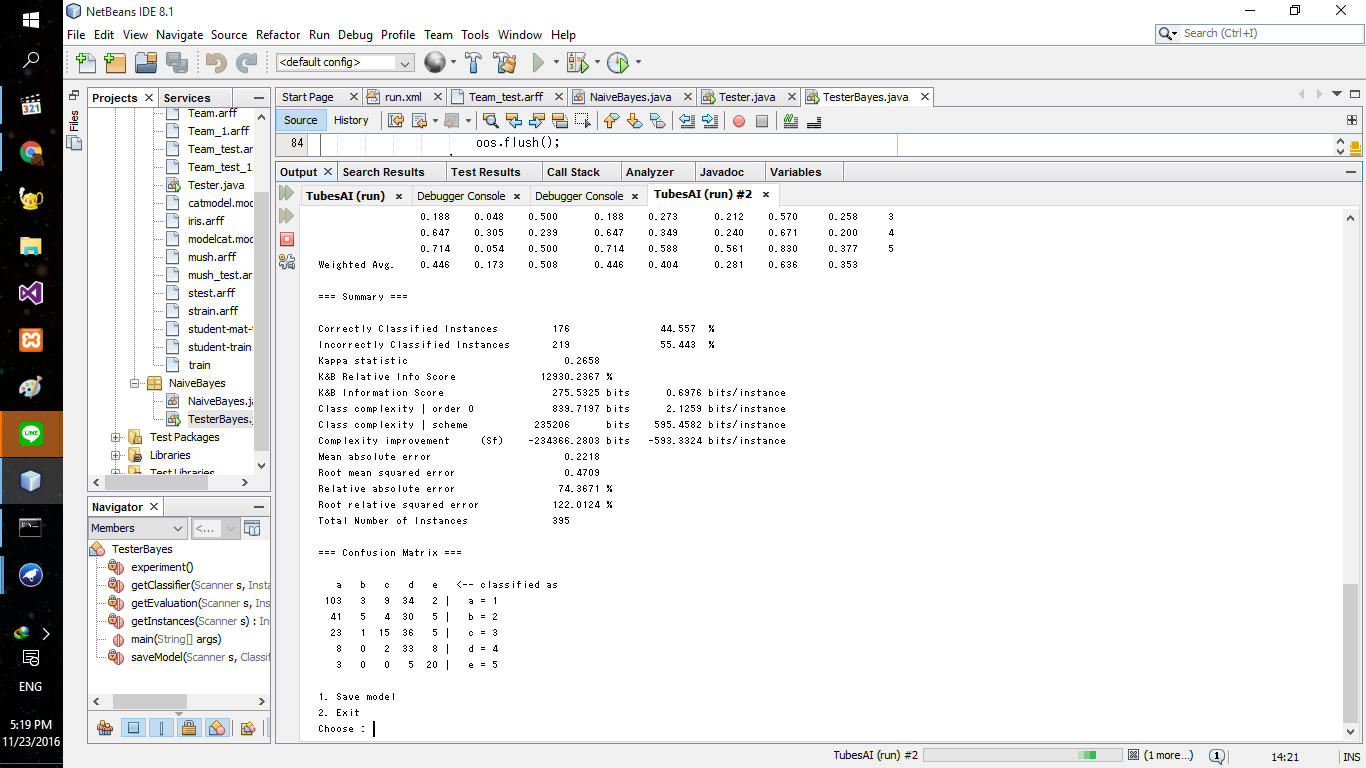 NetBeans IDE 8.1
File Edit View Navigate Source Refactor Run Debug Profile Team Tools Window Help
Search (Ctrl+I)
<default config>
Projects Services
Files
Team.arff
Team_1.arff
Team_test.ar
Team_test_1
Tester.java
catmodel.moc
iris.arff
modelcat.moc
mush.arff
mush_test.ar
stest.arff
strain.arff
student-mat-
student-train.
train
NaiveBayes
NaiveBayes.ja
TesterBayes.
Test Packages
Libraries
Test Libraries
Navigator
Members <...
TesterBayes
experiment()
getClassifier(Scanner s, Insta
getEvaluation(Scanner s, Ins
getInstances(Scanner s) : In
main(String[] args)
saveModel(Scanner s, Classif
Start Page run.xml Team_test.arff NaiveBayes.java Tester.java TesterBayes.java
Source History
84 oos.flush();
Output Search Results Test Results Call Stack Analyzer Javadoc Variables
TubesAI (run) Debugger Console Debugger Console TubesAI (run) #2
0.188 0.048 0.500 0.188 0.273 0.212 0.570 0.258 3
0.647 0.305 0.239 0.647 0.349 0.240 0.671 0.200 4
0.714 0.054 0.500 0.714 0.588 0.561 0.830 0.377 5
Weighted Avg. 0.446 0.173 0.508 0.446 0.404 0.281 0.636 0.353
=== Summary ===
Correctly Classified Instances 176 44.557 %
Incorrectly Classified Instances 219 55.443 %
Kappa statistic 0.2658
K&B Relative Info Score 12930.2367 %
K&B Information Score 275.5325 bits 0.6976 bits/instance
Class complexity | order 0 839.7197 bits 2.1259 bits/instance
Class complexity | scheme 235206 bits 595.4582 bits/instance
Complexity improvement (Sf) -234366.2803 bits -593.3324 bits/instance
Mean absolute error 0.2218
Root mean squared error 0.4709
Relative absolute error 74.3671 %
Root relative squared error 122.0124 %
Total Number of Instances 395
=== Confusion Matrix ===
a b c d e <-- classified as
103 3 9 34 2 | a = 1
41 5 4 30 5 | b = 2
23 1 15 36 5 | c = 3
8 0 2 33 8 | d = 4
3 0 0 5 20 | e = 5
1. Save model
2. Exit
Choose :
TubesAI (run) #2 (1 more...) 1 14:21 INS
321
LINE
ENG
5:19 PM
11/23/2016